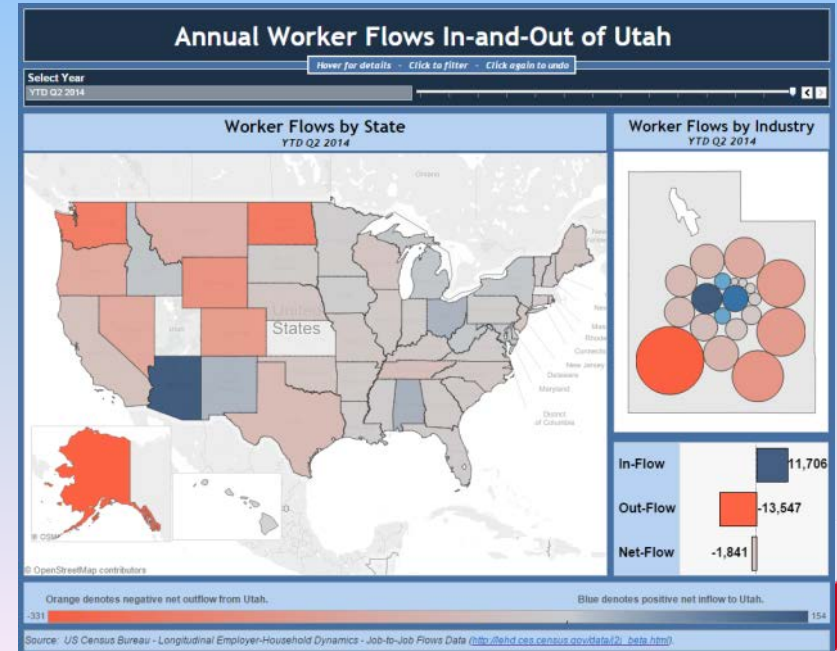 Annual Worker Flows In-and-Out of Utah
Hover for details - Click to filter - Click again to undo
Select Year
YTD Q2 2014
Worker Flows by State
YTD Q2 2014
Worker Flows by Industry
YTD Q2 2014
Ontario
United
States
Utah
New Jersey
Delaware
Maryland
District
of Columbia
© OpenStreetMap contributors
In-Flow
11,706
Out-Flow
-13,547
Net-Flow
-1,841
Orange denotes negative net outflow from Utah.
Blue denotes positive net inflow to Utah.
-331
154
Source: US Census Bureau - Longitudinal Employer-Household Dynamics - Job-to-Job Flows Data (http://lehd.ces.census.gov/data/j2j_beta.html).